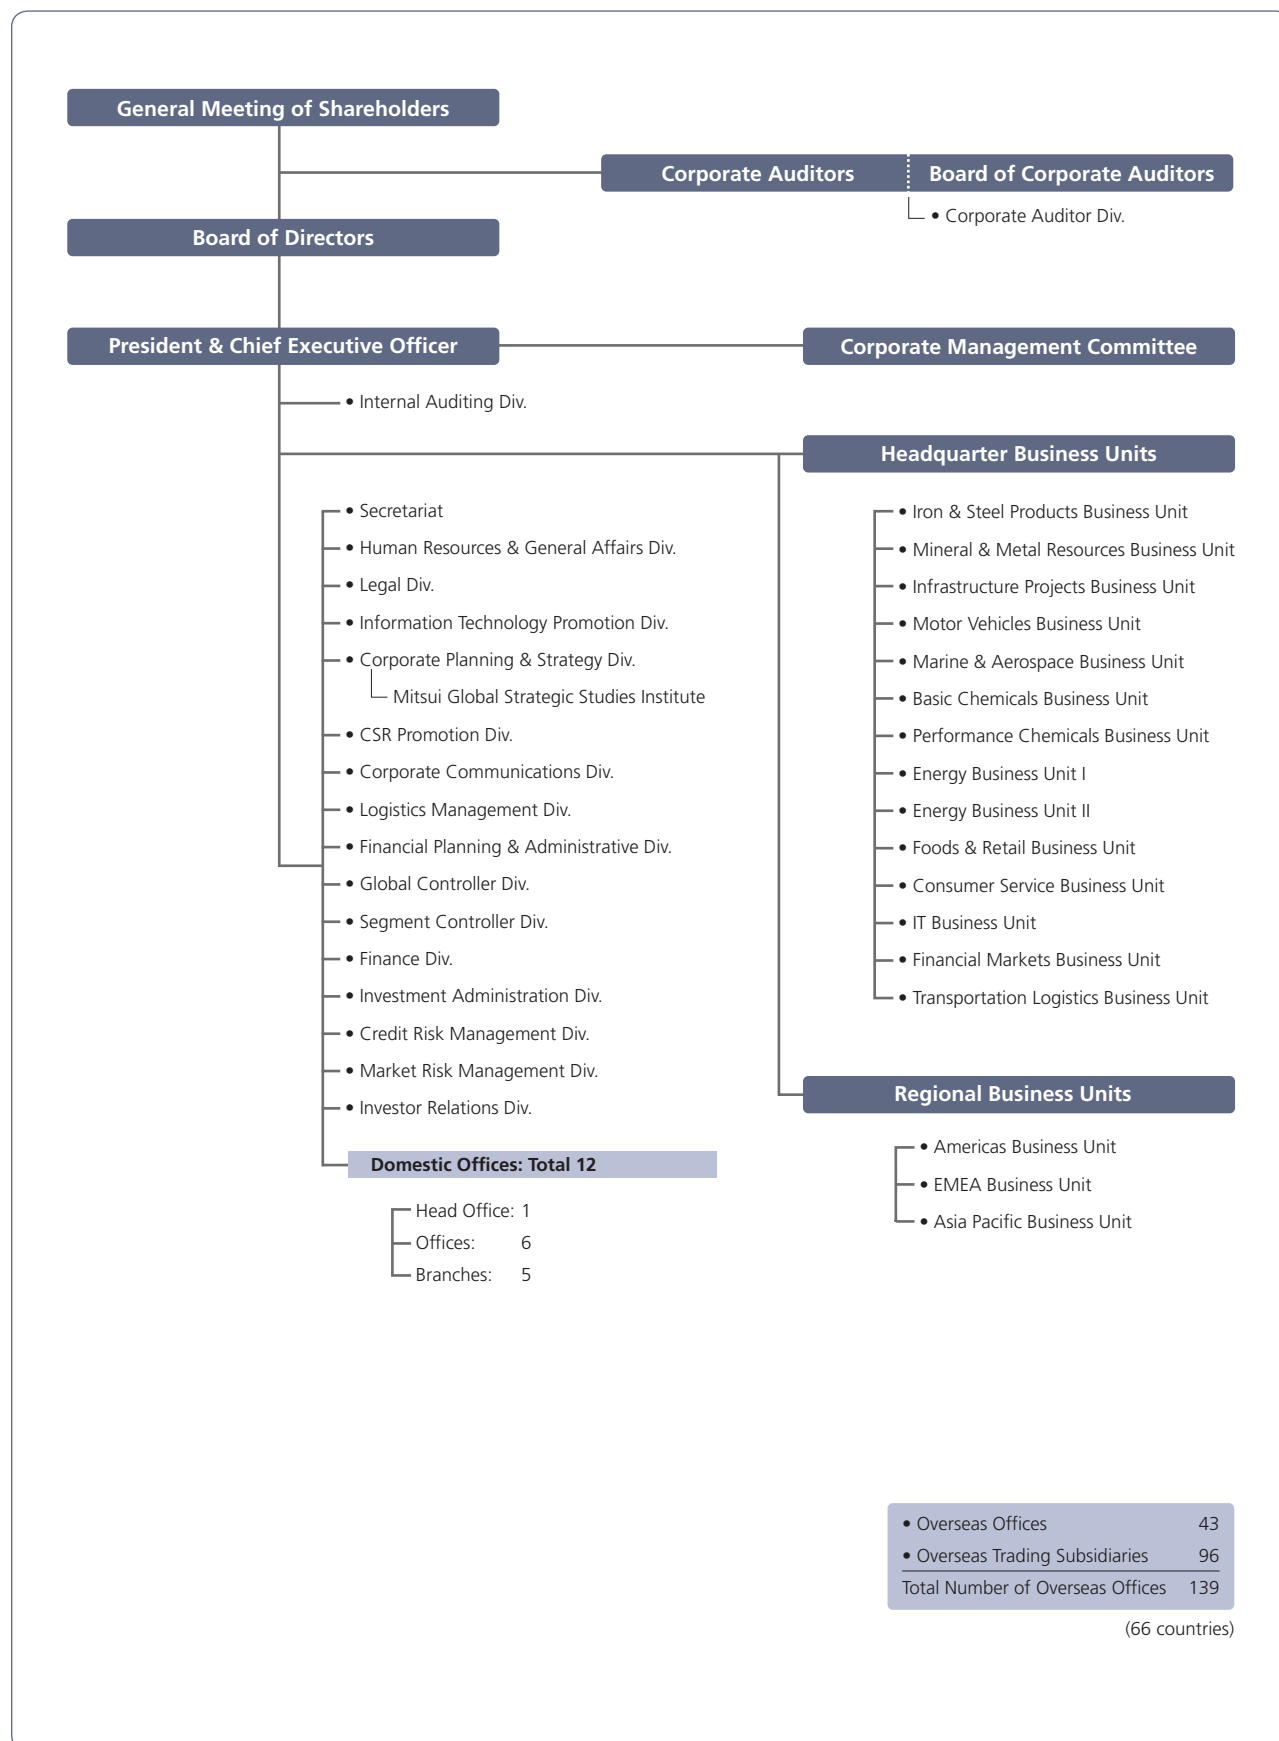 General Meeting of Shareholders
Corporate Auditors
Board of Corporate Auditors
• Corporate Auditor Div.
Board of Directors
President & Chief Executive Officer
Corporate Management Committee
• Internal Auditing Div.
Headquarter Business Units
• Secretariat
• Human Resources & General Affairs Div.
• Legal Div.
• Information Technology Promotion Div.
• Corporate Planning & Strategy Div.
Mitsui Global Strategic Studies Institute
• CSR Promotion Div.
• Corporate Communications Div.
• Logistics Management Div.
• Financial Planning & Administrative Div.
• Global Controller Div.
• Segment Controller Div.
• Finance Div.
• Investment Administration Div.
• Credit Risk Management Div.
• Market Risk Management Div.
• Investor Relations Div.
Domestic Offices: Total 12
Head Office: 1
Offices: 6
Branches: 5
• Iron & Steel Products Business Unit
• Mineral & Metal Resources Business Unit
• Infrastructure Projects Business Unit
• Motor Vehicles Business Unit
• Marine & Aerospace Business Unit
• Basic Chemicals Business Unit
• Performance Chemicals Business Unit
• Energy Business Unit I
• Energy Business Unit II
• Foods & Retail Business Unit
• Consumer Service Business Unit
• IT Business Unit
• Financial Markets Business Unit
• Transportation Logistics Business Unit
Regional Business Units
• Americas Business Unit
• EMEA Business Unit
• Asia Pacific Business Unit
• Overseas Offices 43
• Overseas Trading Subsidiaries 96
Total Number of Overseas Offices 139
(66 countries)